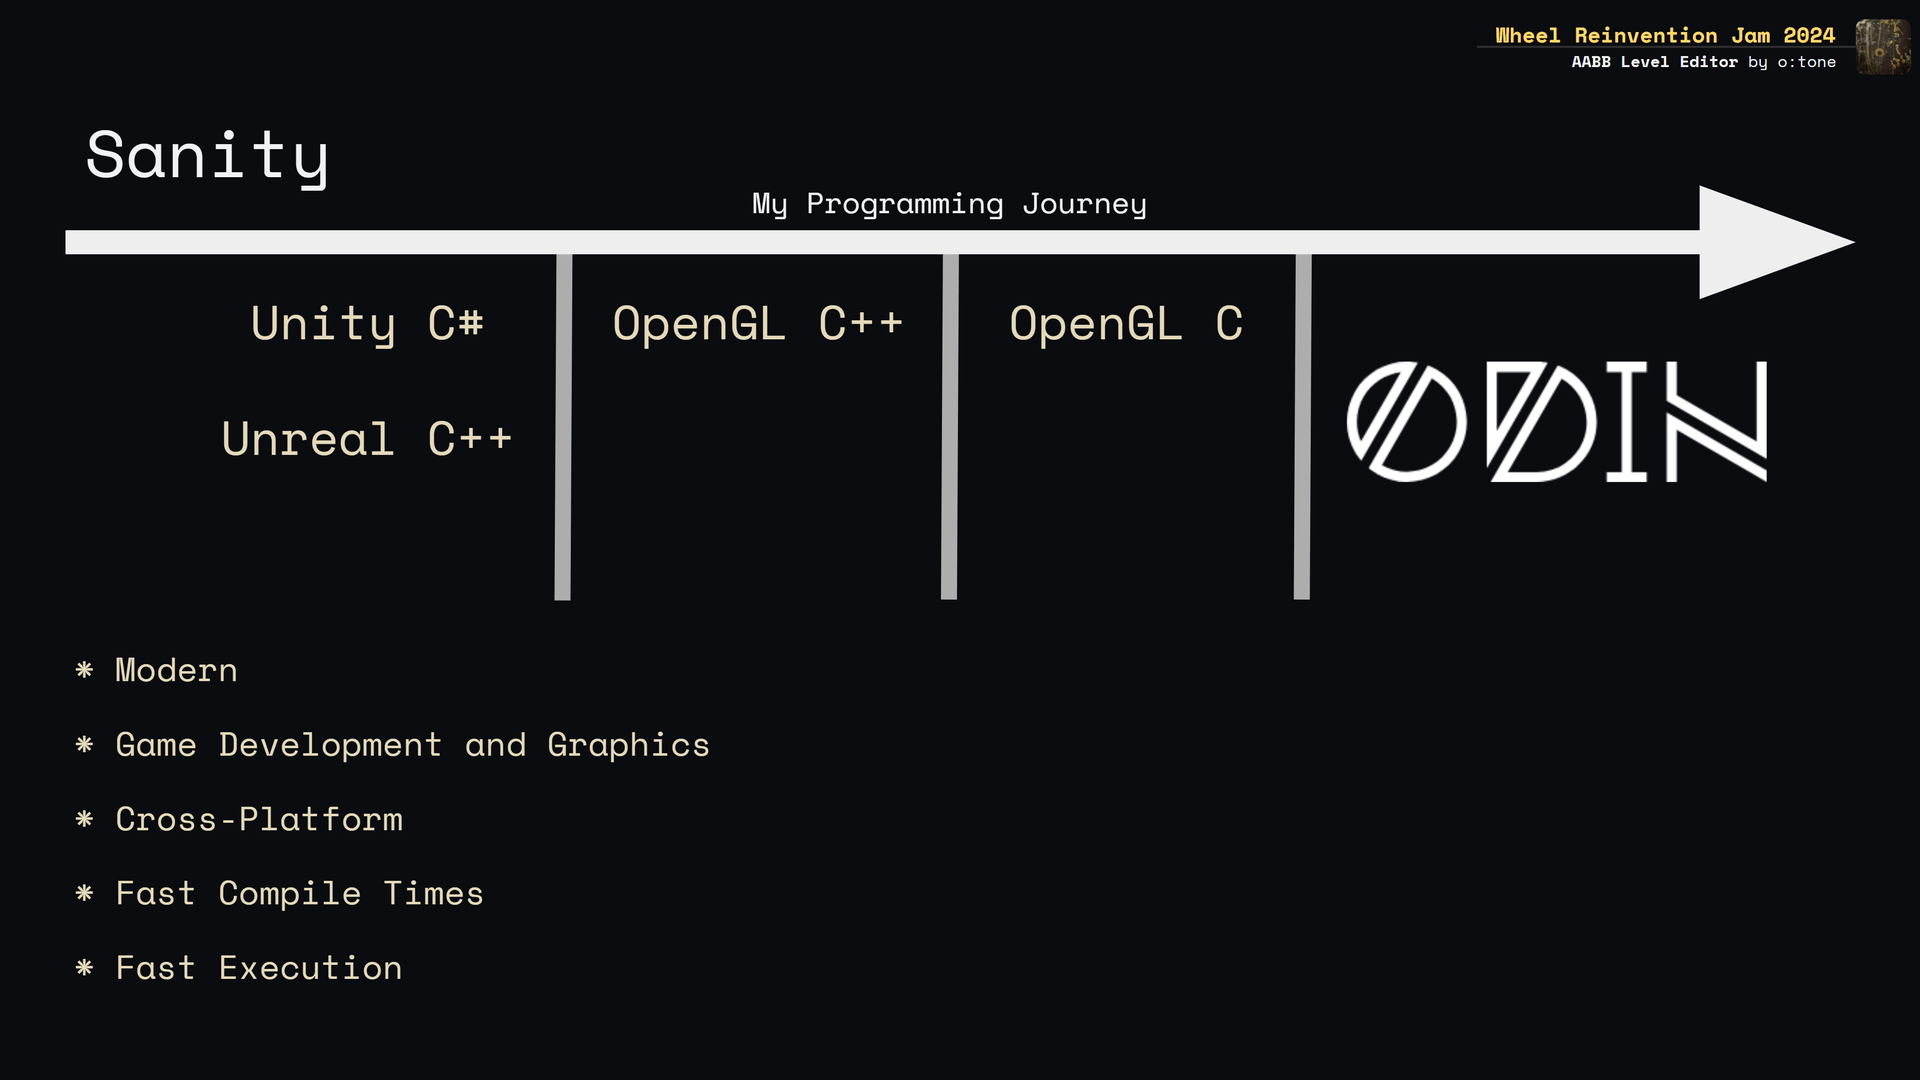 Wheel Reinvention Jam 2024
AABB Level Editor by o:tone
Sanity
My Programming Journey
Unity C#
OpenGL C++
OpenGL C
Unreal C++
ODIN
* Modern
* Game Development and Graphics
* Cross-Platform
* Fast Compile Times
* Fast Execution